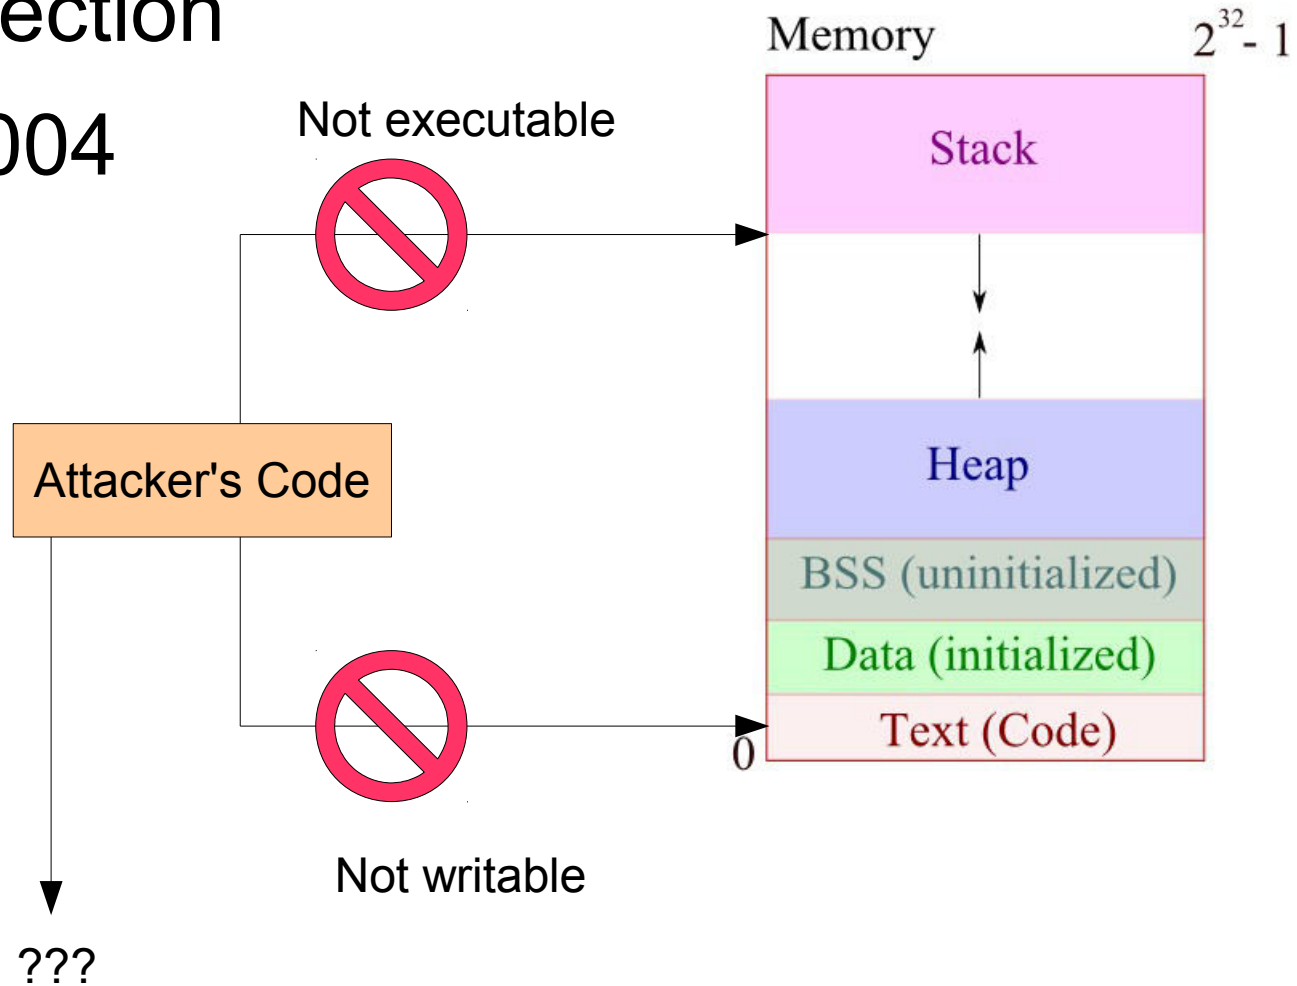 ection
004
Memory
2^32 - 1
Not executable
Stack
Attacker's Code
Heap
BSS (uninitialized)
Data (initialized)
Text (Code)
0
Not writable
???